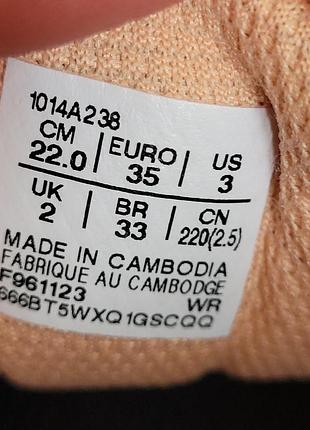 1014A238
CM EURO US
22.0 35 3
UK BR CN
2 33 220(2.5)
MADE IN CAMBODIA
FABRIQUE AU CAMBODGE
F961123 WR
666BT5WXQ1GSCQQ